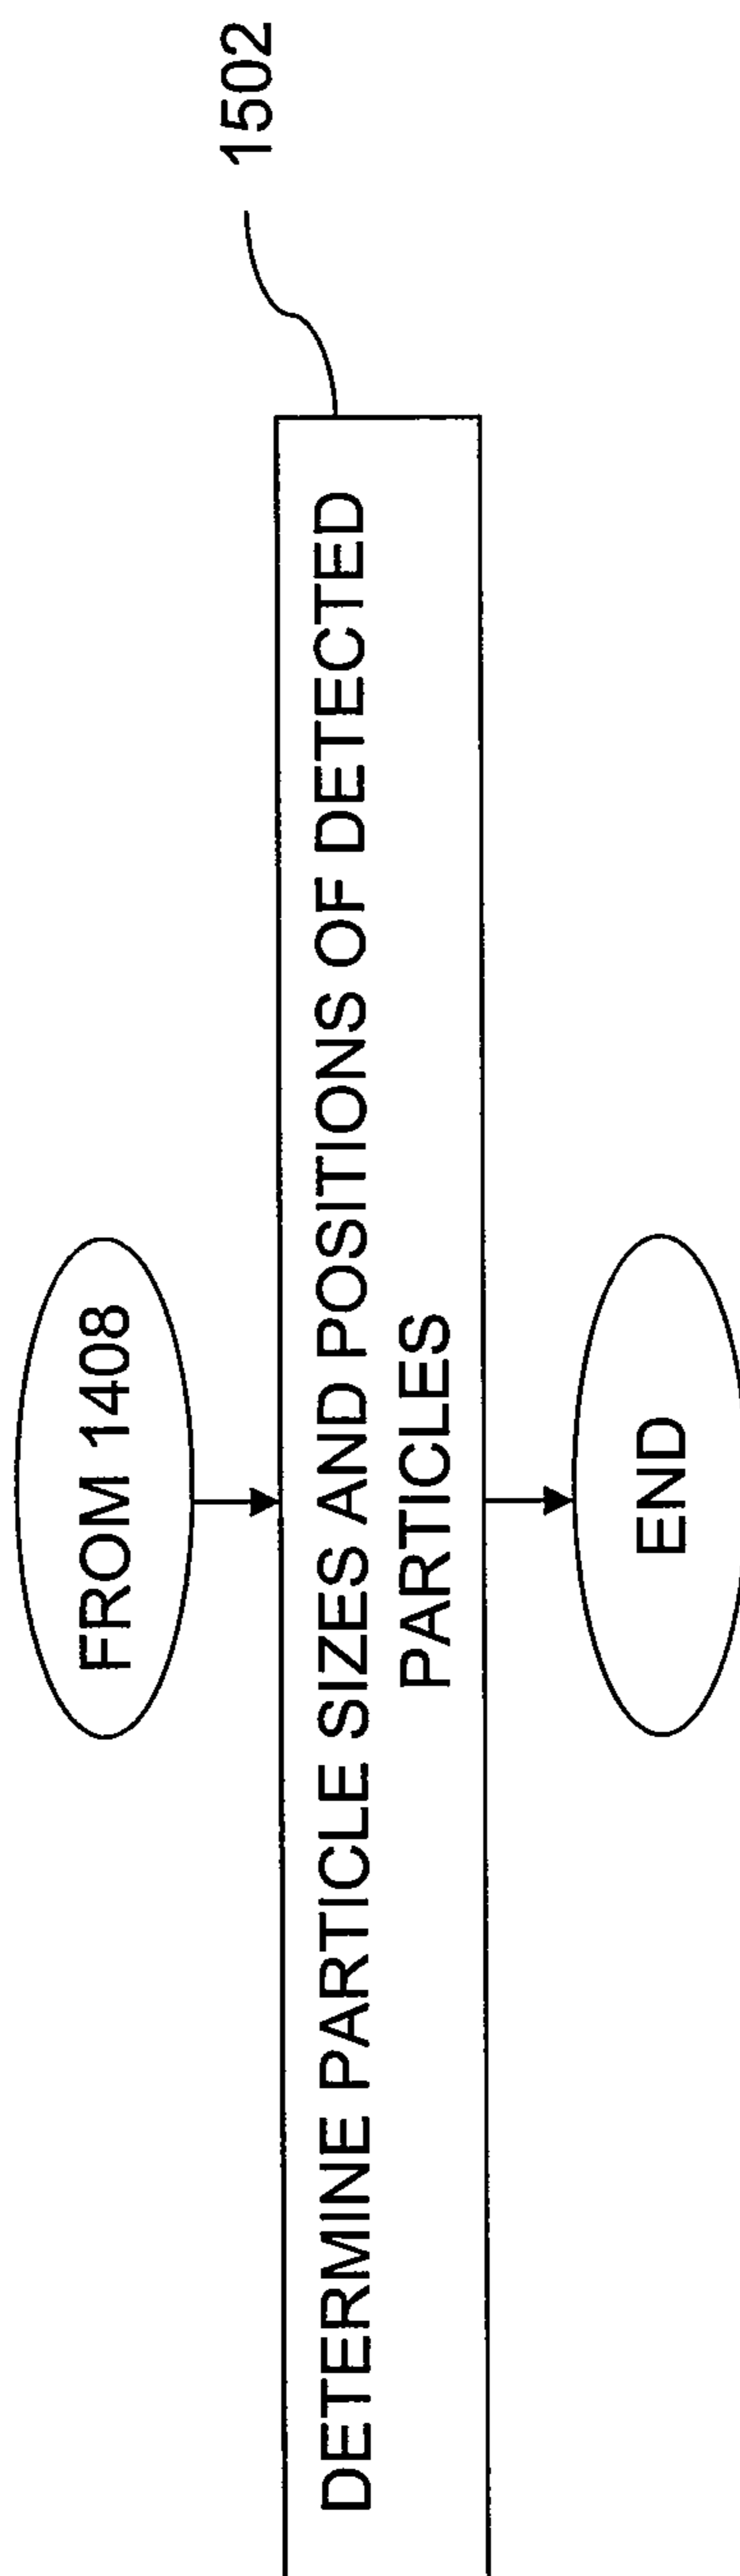 FROM 1408
1502
DETERMINE PARTICLE SIZES AND POSITIONS OF DETECTED
PARTICLES
END